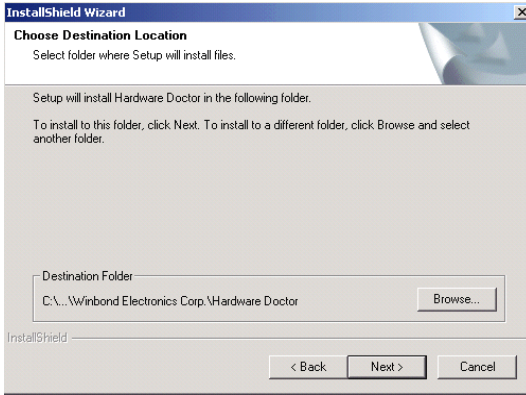 InstallShield Wizard
Choose Destination Location
Select folder where Setup will install files.
Setup will install Hardware Doctor in the following folder.
To install to this folder, click Next. To install to a different folder, click Browse and select
another folder.
Destination Folder
C:\...\Winbond Electronics Corp.\Hardware Doctor
Browse...
InstallShield
< Back
Next >
Cancel